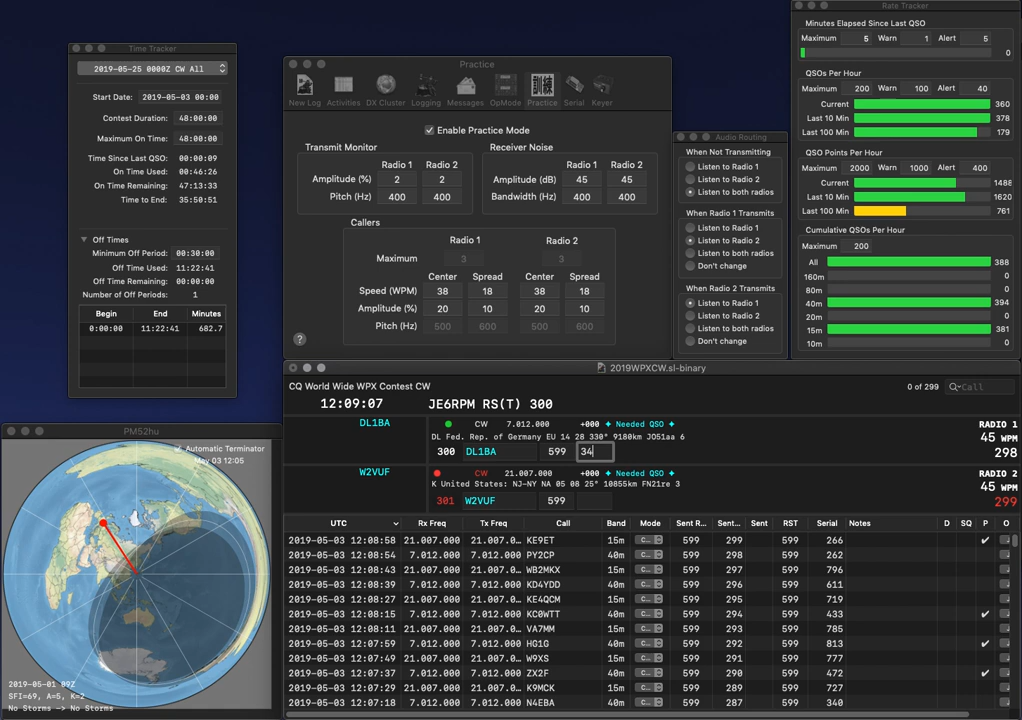 Time Tracker
2019-05-25 0000Z CW All
Start Date: 2019-05-03 00:00
Contest Duration: 48:00:00
Maximum On Time: 48:00:00
Time Since Last QSO: 00:00:09
On Time Used: 00:46:26
On Time Remaining: 47:13:33
Time to End: 35:50:51
Off Times
Minimum Off Period: 00:30:00
Off Time Used: 11:22:41
Off Time Remaining: 00:00:00
Number of Off Periods: 1
Begin End Minutes
0:00:00 11:22:41 682.7
Practice
New Log Activities DX Cluster Logging Messages OpMode Practice Serial Keyer
訓練
Enable Practice Mode
Transmit Monitor
Radio 1 Radio 2
Amplitude (%) 2 2
Pitch (Hz) 400 400
Receiver Noise
Radio 1 Radio 2
Amplitude (dB) 45 45
Bandwidth (Hz) 400 400
Callers
Radio 1 Radio 2
Maximum 3 3
Center Spread Center Spread
Speed (WPM) 38 18 38 18
Amplitude (%) 20 10 20 10
Pitch (Hz) 500 600 500 600
?
Audio Routing
When Not Transmitting
Listen to Radio 1
Listen to Radio 2
Listen to both radios
When Radio 1 Transmits
Listen to Radio 1
Listen to Radio 2
Listen to both radios
Don't change
When Radio 2 Transmits
Listen to Radio 1
Listen to Radio 2
Listen to both radios
Don't change
Rate Tracker
Minutes Elapsed Since Last QSO
Maximum 5 Warn 1 Alert 5
0
QSOs Per Hour
Maximum 200 Warn 100 Alert 40
Current 360
Last 10 Min 378
Last 100 Min 179
QSO Points Per Hour
Maximum 2000 Warn 1000 Alert 400
Current 1488
Last 10 Min 1620
Last 100 Min 761
Cumulative QSOs Per Hour
Maximum 200
All 388
160m 0
80m 0
40m 394
20m 0
15m 381
10m 0
PM52hu
Automatic Terminator
May 03 12:05
2019-05-01 09Z
SFI=69, A=5, K=2
No Storms -> No Storms
2019WPXCW.sl-binary
CQ World Wide WPX Contest CW
0 of 299
Call
12:09:07 JE6RPM RS(T) 300
DL1BA CW 7.012.000 +000 ✦ Needed QSO ✦
DL Fed. Rep. of Germany EU 14 28 330° 9180km JO51aa 6
300 DL1BA 599 34
RADIO 1
45 WPM
298
W2VUF CW 21.007.000 +000 ✦ Needed QSO ✦
K United States: NJ-NY NA 05 08 25° 10855km FN21re 3
301 W2VUF 599
RADIO 2
45 WPM
299
UTC Rx Freq Tx Freq Call Band Mode Sent R... Sent... Sent RST Serial Notes D SQ P O
2019-05-03 12:08:58 21.007.000 21.007.0... KE9ET 15m C... 599 299 599 266 ✔
2019-05-03 12:08:54 7.012.000 7.012.0... PY2CP 40m C... 599 298 599 262
2019-05-03 12:08:43 21.007.000 21.007.0... WB2MKX 15m C... 599 297 599 796
2019-05-03 12:08:39 7.012.000 7.012.0... KD4YDD 40m C... 599 296 599 611
2019-05-03 12:08:27 21.007.000 21.007.0... KE4QCM 15m C... 599 295 599 719
2019-05-03 12:08:15 7.012.000 7.012.0... KC0WTT 40m C... 599 294 599 433 ✔
2019-05-03 12:08:11 21.007.000 21.007.0... VA7MM 15m C... 599 293 599 785
2019-05-03 12:07:59 7.012.000 7.012.0... HG1G 40m C... 599 292 599 813 ✔
2019-05-03 12:07:49 21.007.000 21.007.0... W9XS 15m C... 599 291 599 777
2019-05-03 12:07:37 7.012.000 7.012.0... ZX2F 40m C... 599 290 599 472 ✔
2019-05-03 12:07:29 21.007.000 21.007.0... K9MCK 15m C... 599 289 599 727
2019-05-03 12:07:18 7.012.000 7.012.0... N4EBA 40m C... 599 287 599 340